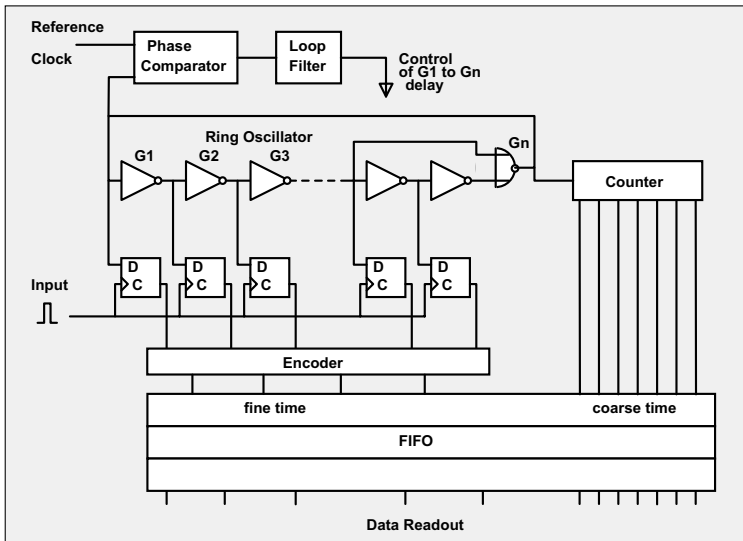 Reference
Clock
Phase
Comparator
Loop
Filter
Control
of G1 to Gn
delay
Ring Oscillator
G1
G2
G3
Gn
Counter
D
C
D
C
D
C
D
C
D
C
Input
Encoder
fine time
coarse time
FIFO
Data Readout